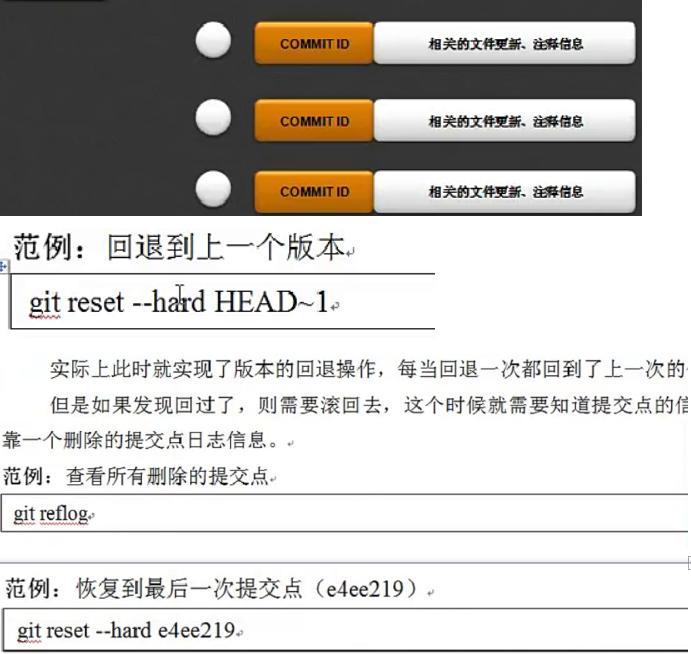 COMMIT ID 相关的文件更新、注释信息
COMMIT ID 相关的文件更新、注释信息
COMMIT ID 相关的文件更新、注释信息
范例：回退到上一个版本
git reset --hard HEAD~1
实际上此时就实现了版本的回退操作，每当回退一次都回到了上一次的
但是如果发现回过了，则需要滚回去，这个时候就需要知道提交点的信
靠一个删除的提交点日志信息。
范例：查看所有删除的提交点
git reflog
范例：恢复到最后一次提交点（e4ee219）
git reset --hard e4ee219